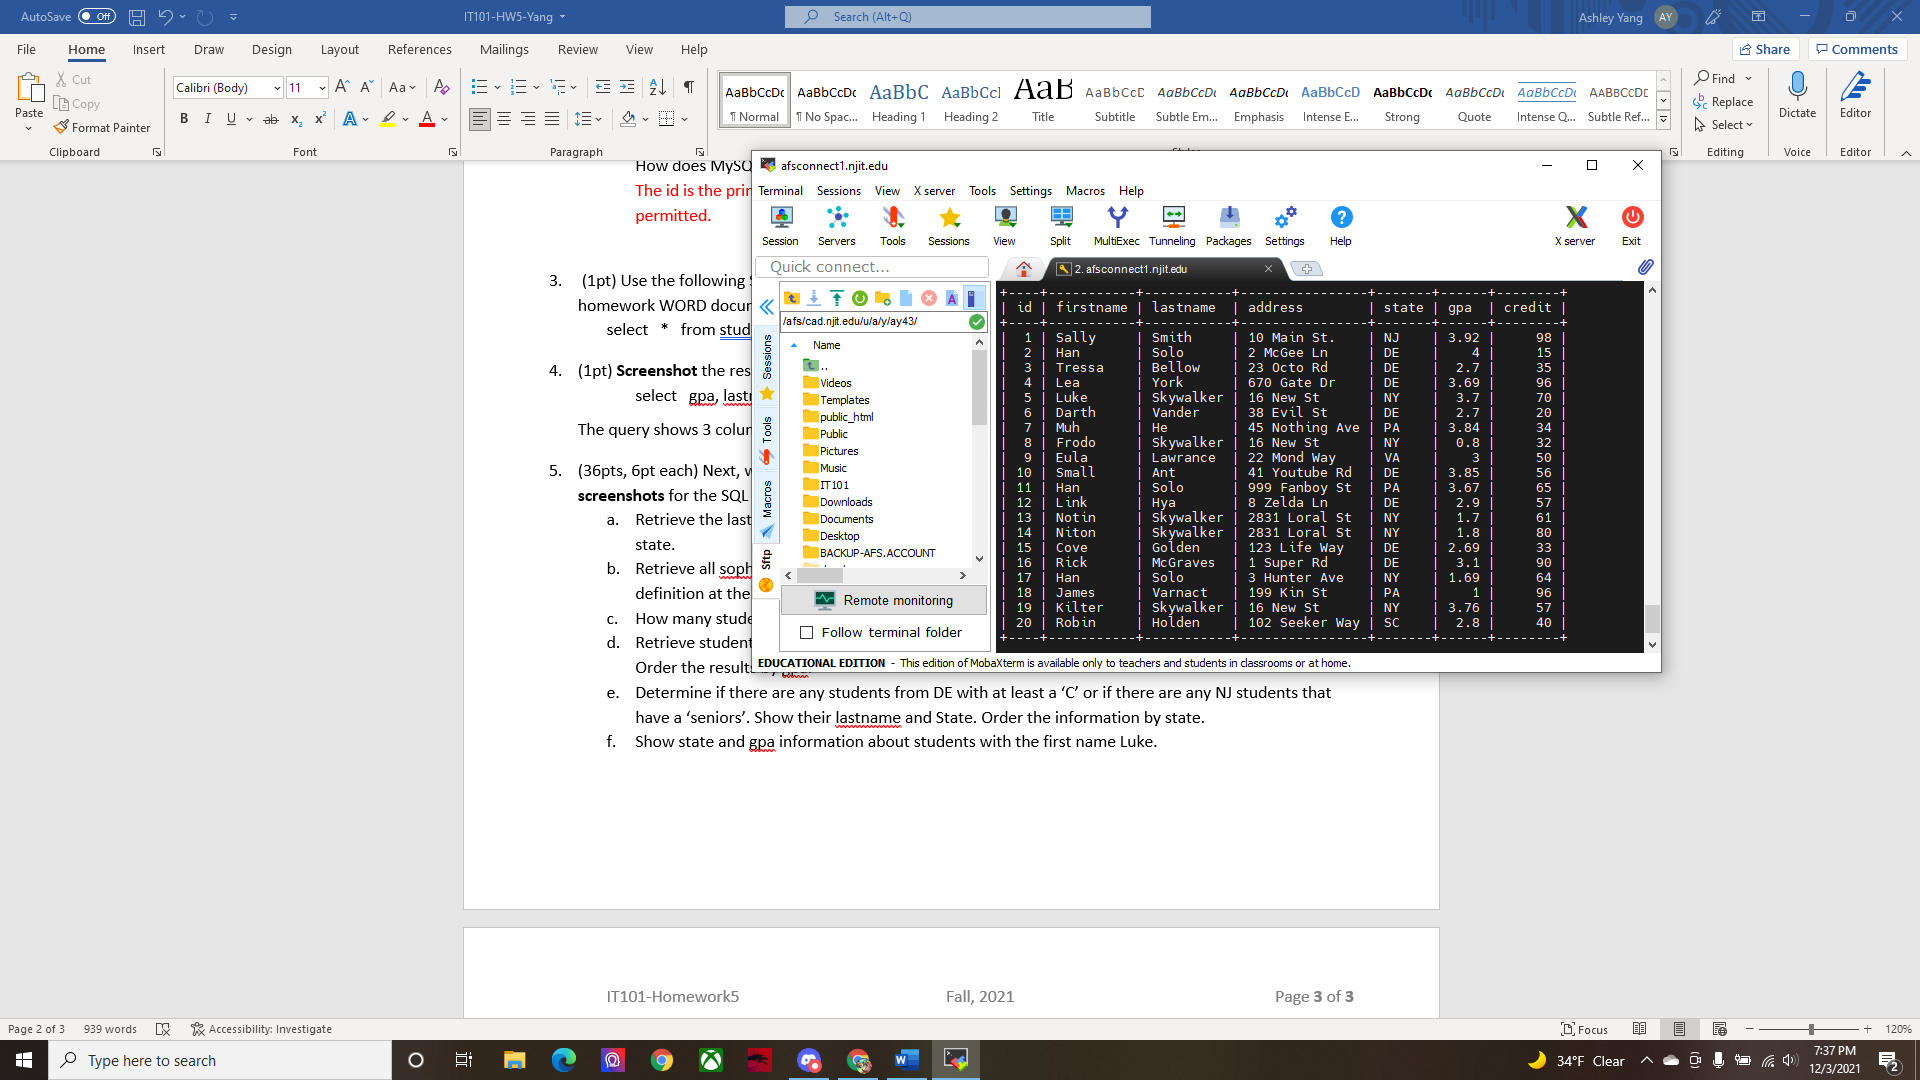 AutoSave Off IT101-HW5-Yang Search (Alt+Q) Ashley Yang AY
File Home Insert Draw Design Layout References Mailings Review View Help Share Comments
Paste Cut Copy Format Painter Clipboard
Calibri (Body) 11 Font
Paragraph
AaBbCcDc AaBbCcDc AaBbC AaBbCcI AaB AaBbCcD AaBbCcDc AaBbCcDc AaBbCcD AaBbCcDc AaBbCcDc AaBbCcDc AaBbCcDc
¶ Normal ¶ No Spac... Heading 1 Heading 2 Title Subtitle Subtle Em... Emphasis Intense E... Strong Quote Intense Q... Subtle Ref...
Find Replace Select Editing
Dictate Voice
Editor Editor
How does MySQ
The id is the prin
permitted.
3. (1pt) Use the following S
homework WORD docum
select * from stud
4. (1pt) Screenshot the res
select gpa, lastn
The query shows 3 colun
5. (36pts, 6pt each) Next, w
screenshots for the SQL
a. Retrieve the last
state.
b. Retrieve all soph
definition at the
c. How many stude
d. Retrieve student
Order the results by gpa.
e. Determine if there are any students from DE with at least a ‘C’ or if there are any NJ students that
have a ‘seniors’. Show their lastname and State. Order the information by state.
f. Show state and gpa information about students with the first name Luke.
IT101-Homework5 Fall, 2021 Page 3 of 3
afsconnect1.njit.edu
Terminal Sessions View X server Tools Settings Macros Help
Session Servers Tools Sessions View Split MultiExec Tunneling Packages Settings Help X server Exit
Quick connect...
2. afsconnect1.njit.edu
/afs/cad.njit.edu/u/a/y/ay43/
Sessions
Tools
Macros
Sftp
Name
..
Videos
Templates
public_html
Public
Pictures
Music
IT101
Downloads
Documents
Desktop
BACKUP-AFS.ACCOUNT
Remote monitoring
Follow terminal folder
+----+-----------+-----------+----------------+-------+------+--------+
| id | firstname | lastname | address | state | gpa | credit |
+----+-----------+-----------+----------------+-------+------+--------+
| 1 | Sally | Smith | 10 Main St. | NJ | 3.92 | 98 |
| 2 | Han | Solo | 2 McGee Ln | DE | 4 | 15 |
| 3 | Tressa | Bellow | 23 Octo Rd | DE | 2.7 | 35 |
| 4 | Lea | York | 670 Gate Dr | DE | 3.69 | 96 |
| 5 | Luke | Skywalker | 16 New St | NY | 3.7 | 70 |
| 6 | Darth | Vander | 38 Evil St | DE | 2.7 | 20 |
| 7 | Muh | He | 45 Nothing Ave | PA | 3.84 | 34 |
| 8 | Frodo | Skywalker | 16 New St | NY | 0.8 | 32 |
| 9 | Eula | Lawrance | 22 Mond Way | VA | 3 | 50 |
| 10 | Small | Ant | 41 Youtube Rd | DE | 3.85 | 56 |
| 11 | Han | Solo | 999 Fanboy St | PA | 3.67 | 65 |
| 12 | Link | Hya | 8 Zelda Ln | DE | 2.9 | 57 |
| 13 | Notin | Skywalker | 2831 Loral St | NY | 1.7 | 61 |
| 14 | Niton | Skywalker | 2831 Loral St | NY | 1.8 | 80 |
| 15 | Cove | Golden | 123 Life Way | DE | 2.69 | 33 |
| 16 | Rick | McGraves | 1 Super Rd | DE | 3.1 | 90 |
| 17 | Han | Solo | 3 Hunter Ave | NY | 1.69 | 64 |
| 18 | James | Varnact | 199 Kin St | PA | 1 | 96 |
| 19 | Kilter | Skywalker | 16 New St | NY | 3.76 | 57 |
| 20 | Robin | Holden | 102 Seeker Way | SC | 2.8 | 40 |
+----+-----------+-----------+----------------+-------+------+--------+
EDUCATIONAL EDITION - This edition of MobaXterm is available only to teachers and students in classrooms or at home.
Page 2 of 3 939 words Accessibility: Investigate Focus 120%
Type here to search 34°F Clear 7:37 PM
12/3/2021 2